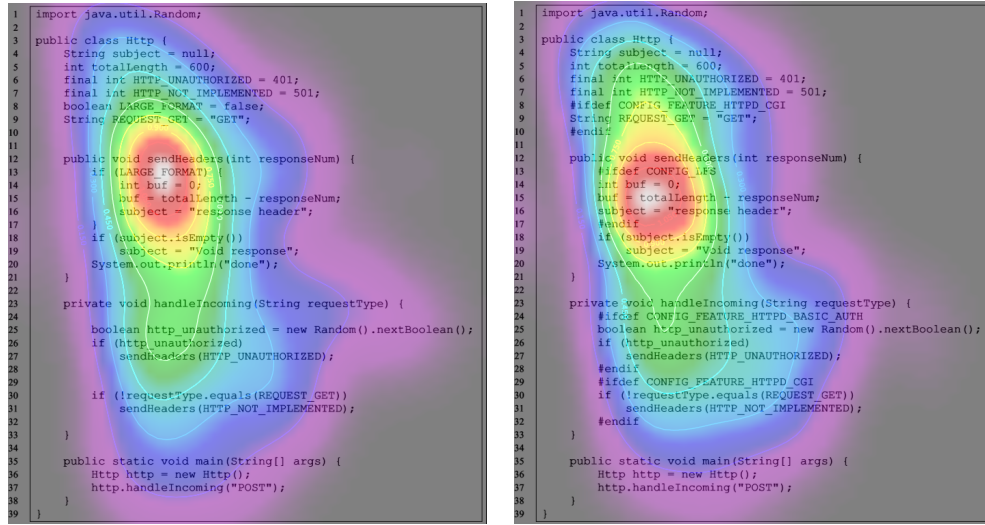 1 import java.util.Random;
2
3 public class Http {
4 String subject = null;
5 int totalLength = 600;
6 final int HTTP_UNAUTHORIZED = 401;
7 final int HTTP_NOT_IMPLEMENTED = 501;
8 boolean LARGE_FORMAT = false;
9 String REQUEST_GET = "GET";
10
11
12 public void sendHeaders(int responseNum) {
13 if (LARGE_FORMAT) {
14 int buf = 0;
15 buf = totalLength - responseNum;
16 subject = "response header";
17 }
18 if (subject.isEmpty())
19 subject = "Void response";
20 System.out.println("done");
21 }
22
23 private void handleIncoming(String requestType) {
24
25 boolean http_unauthorized = new Random().nextBoolean();
26 if (http_unauthorized)
27 sendHeaders(HTTP_UNAUTHORIZED);
28
29
30 if (!requestType.equals(REQUEST_GET))
31 sendHeaders(HTTP_NOT_IMPLEMENTED);
32
33 }
34
35 public static void main(String[] args) {
36 Http http = new Http();
37 http.handleIncoming("POST");
38 }
39 }
1 import java.util.Random;
2
3 public class Http {
4 String subject = null;
5 int totalLength = 600;
6 final int HTTP_UNAUTHORIZED = 401;
7 final int HTTP_NOT_IMPLEMENTED = 501;
8 #ifdef CONFIG_FEATURE_HTTPD_CGI
9 String REQUEST_GET = "GET";
10 #endif
11
12 public void sendHeaders(int responseNum) {
13 #ifdef CONFIG_LFS
14 int buf = 0;
15 buf = totalLength - responseNum;
16 subject = "response header";
17 #endif
18 if (subject.isEmpty())
19 subject = "Void response";
20 System.out.println("done");
21 }
22
23 private void handleIncoming(String requestType) {
24 #ifdef CONFIG_FEATURE_HTTPD_BASIC_AUTH
25 boolean http_unauthorized = new Random().nextBoolean();
26 if (http_unauthorized)
27 sendHeaders(HTTP_UNAUTHORIZED);
28 #endif
29 #ifdef CONFIG_FEATURE_HTTPD_CGI
30 if (!requestType.equals(REQUEST_GET))
31 sendHeaders(HTTP_NOT_IMPLEMENTED);
32 #endif
33 }
34
35 public static void main(String[] args) {
36 Http http = new Http();
37 http.handleIncoming("POST");
38 }
39 }